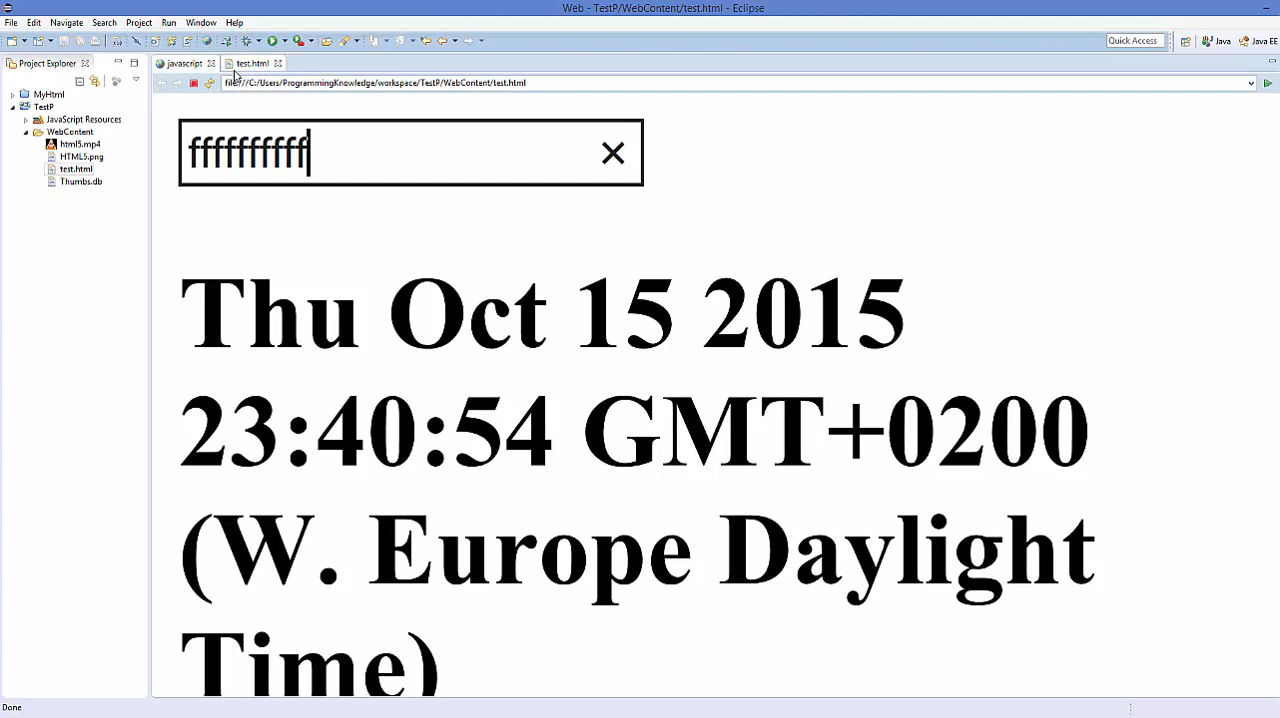 Web - TestP/WebContent/test.html - Eclipse
File Edit Navigate Search Project Run Window Help
Quick Access Java Java EE
Project Explorer
javascript test.html
file:///C:/Users/ProgrammingKnowledge/workspace/TestP/WebContent/test.html
MyHtml
TestP
JavaScript Resources
WebContent
html5.mp4
HTML5.png
test.html
Thumbs.db
ffffffffff
Thu Oct 15 2015
23:40:54 GMT+0200
(W. Europe Daylight
Time)
Done